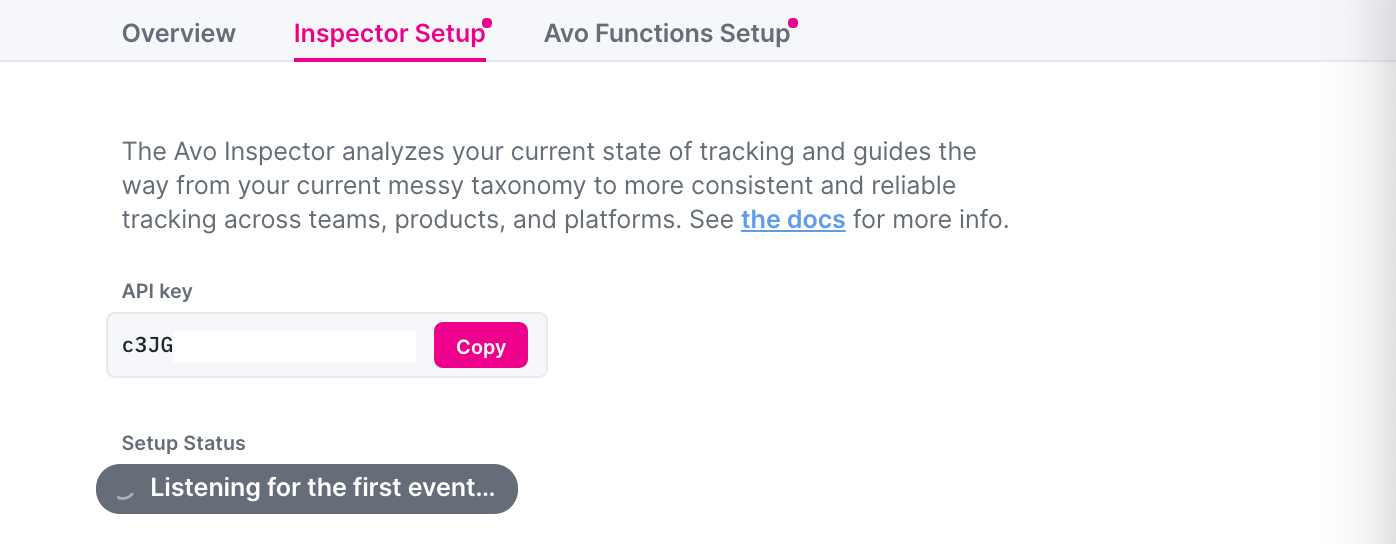 Overview Inspector Setup Avo Functions Setup
The Avo Inspector analyzes your current state of tracking and guides the
way from your current messy taxonomy to more consistent and reliable
tracking across teams, products, and platforms. See the docs for more info.
API key
c3JG Copy
Setup Status
Listening for the first event...